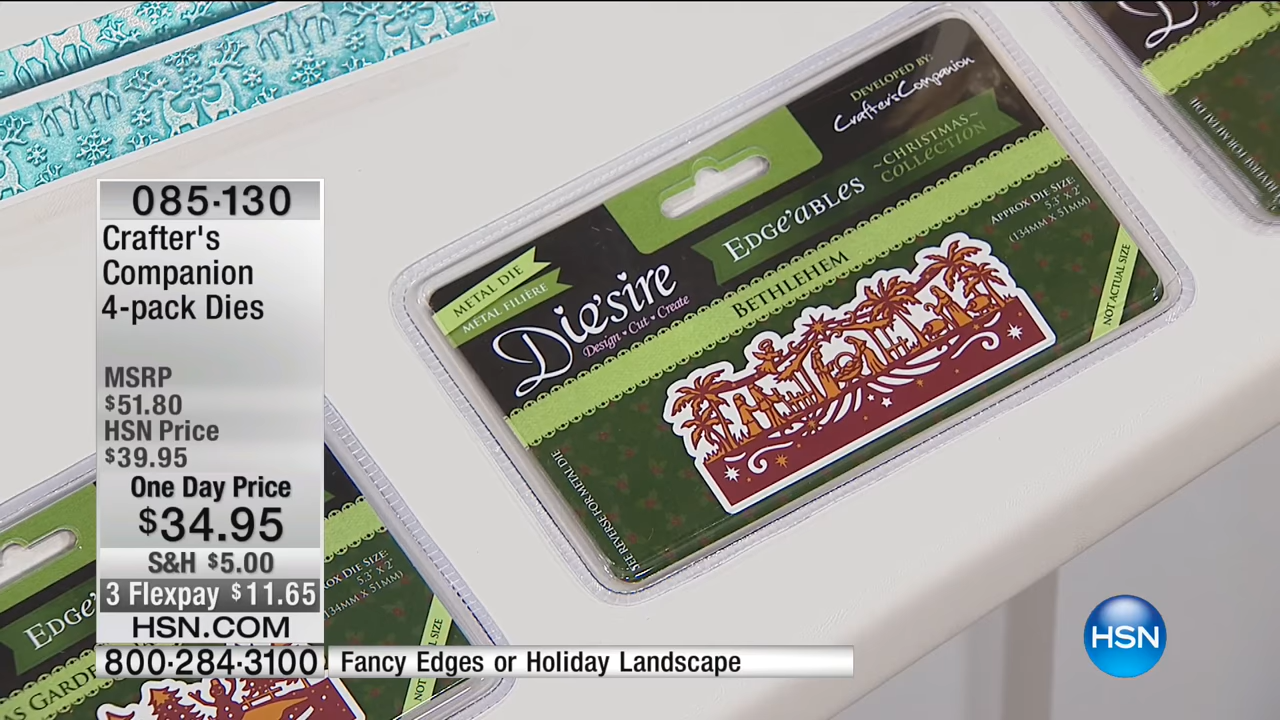 085-130
Crafter's
Companion
4-pack Dies
MSRP
$51.80
HSN Price
$39.95
One Day Price
$34.95
S&H $5.00
3 Flexpay $11.65
HSN.COM
800-284-3100
Fancy Edges or Holiday Landscape
HSN
DEVELOPED BY:
Crafter's Companion
~CHRISTMAS~
COLLECTION
EDGE'ABLES
METAL DIE
MÉTAL FILIÈRE
Die'sire
Design • Cut • Create
BETHLEHEM
APPROX DIE SIZE:
5.3" X 2"
(134MM X 51MM)
NOT ACTUAL SIZE
SEE REVERSE FOR METAL DIE
EDGE'
OX DIE SIZE:
5.3" X 2"
134MM X 51MM)
S GARDE
NOT
SIZE
D